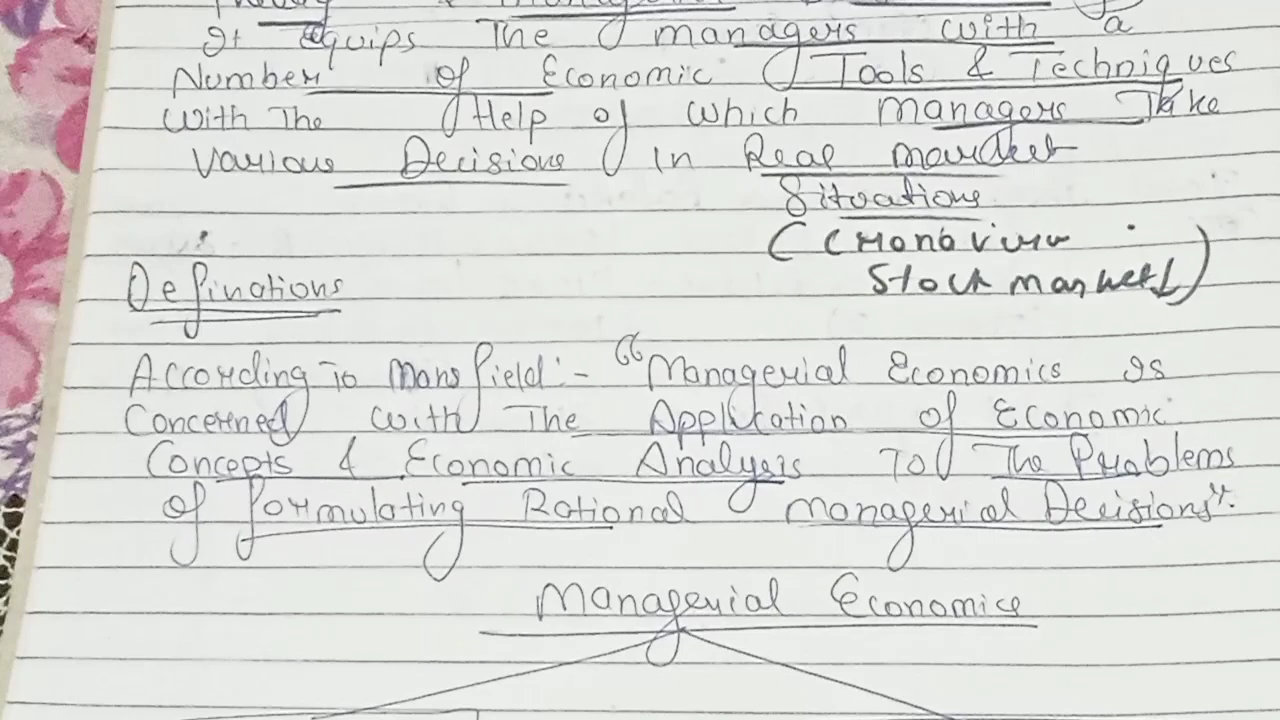 It equips The managers with a
Number of Economic Tools & Techniques
With The Help of which managers Take
Various Decisions in Real market
Situations
Stock market)
Definations
According to Mansfield :- "Managerial Economics Is
Concerned with The Application of Economic
Concepts & Economic Analysis To The Problems
of formulating Rational managerial Decisions".
Managerial Economics